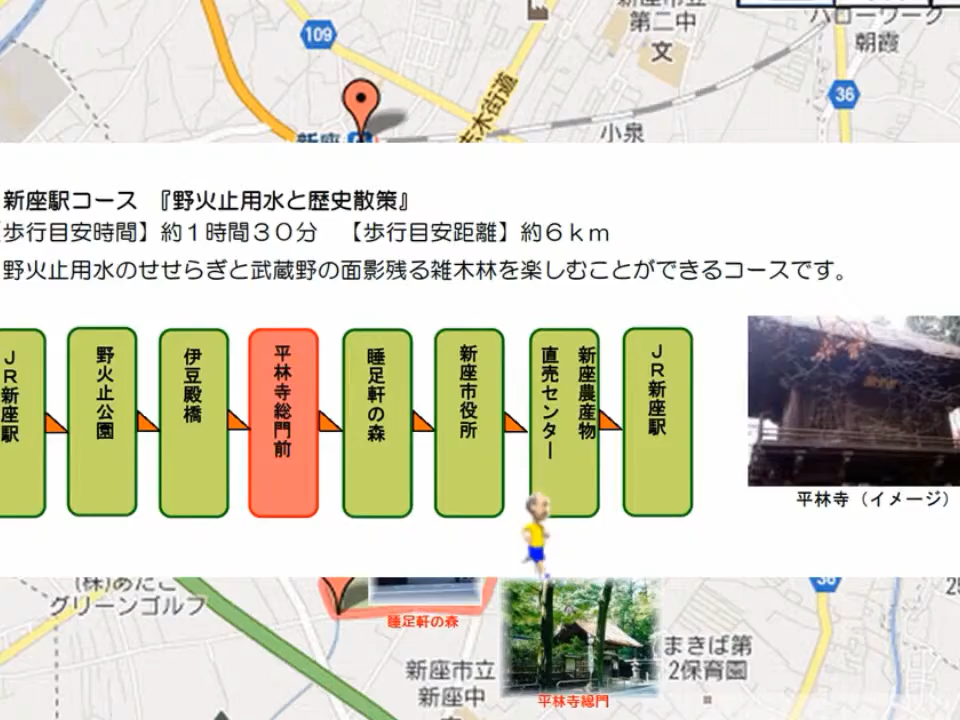 109
第二中
文
ハローワーク
朝霞
36
新座
志木街道
小泉
新座駅コース 『野火止用水と歴史散策』
【歩行目安時間】約1時間30分 【歩行目安距離】約6km
野火止用水のせせらぎと武蔵野の面影残る雑木林を楽しむことができるコースです。
JR新座駅
野火止公園
伊豆殿橋
平林寺総門前
睡足軒の森
新座市役所
新座農産物
直売センター
JR新座駅
平林寺（イメージ）
(株)あたご
グリーンゴルフ
36
睡足軒の森
まきば第
2保育園
新座市立
新座中
平林寺総門